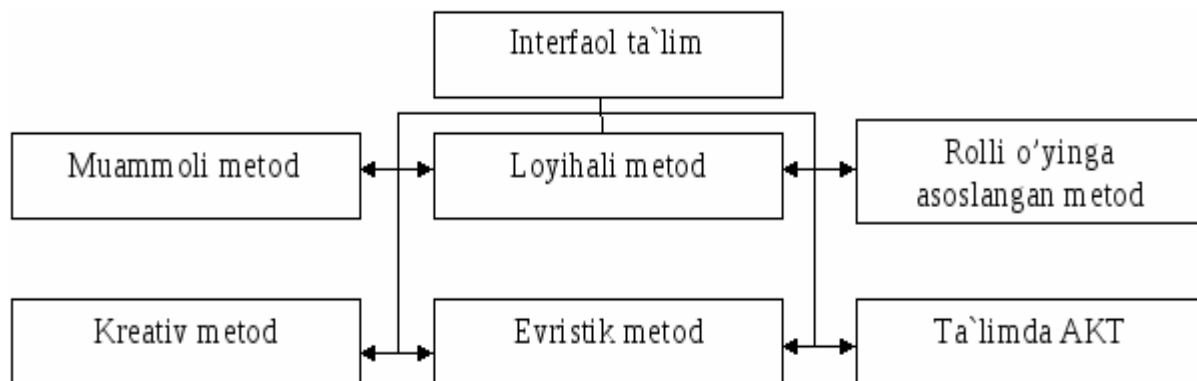 Interfaol ta`lim
Muammoli metod
Loyihali metod
Rolli o’yinga
asoslangan metod
Kreativ metod
Evristik metod
Ta`limda AKT